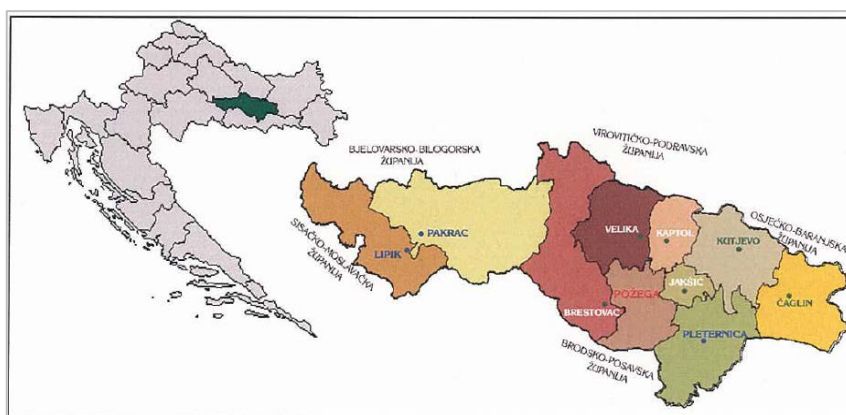 BJELOVARSKO-BILOGORSKA
ŽUPANIJA
VIROVITIČKO-PODRAVSKA
ŽUPANIJA
OSJEČKO-BARANJSKA
ŽUPANIJA
SISAČKO-MOSLAVAČKA
ŽUPANIJA
PAKRAC
LIPIK
VELIKA
KAPTOL
KUTJEVO
JAKŠIĆ
POŽEGA
BRESTOVAC
ČAGLIN
PLETERNICA
BRODSKO-POSAVSKA
ŽUPANIJA